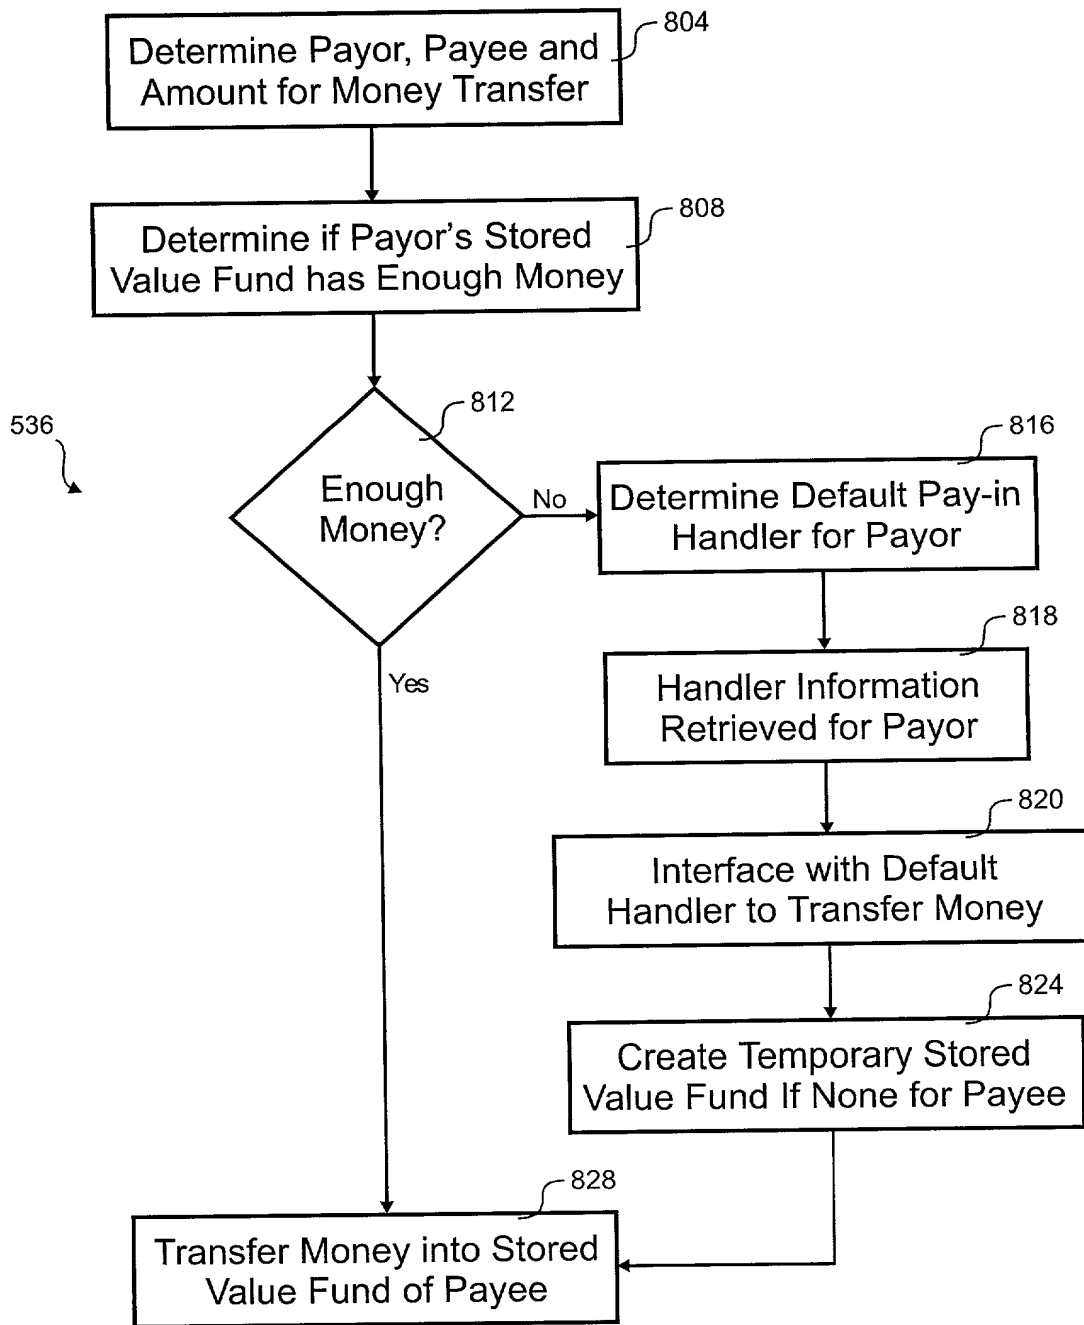 804
Determine Payor, Payee and
Amount for Money Transfer
808
Determine if Payor's Stored
Value Fund has Enough Money
812
536
Enough
Money?
No
Yes
816
Determine Default Pay-in
Handler for Payor
818
Handler Information
Retrieved for Payor
820
Interface with Default
Handler to Transfer Money
824
Create Temporary Stored
Value Fund If None for Payee
828
Transfer Money into Stored
Value Fund of Payee